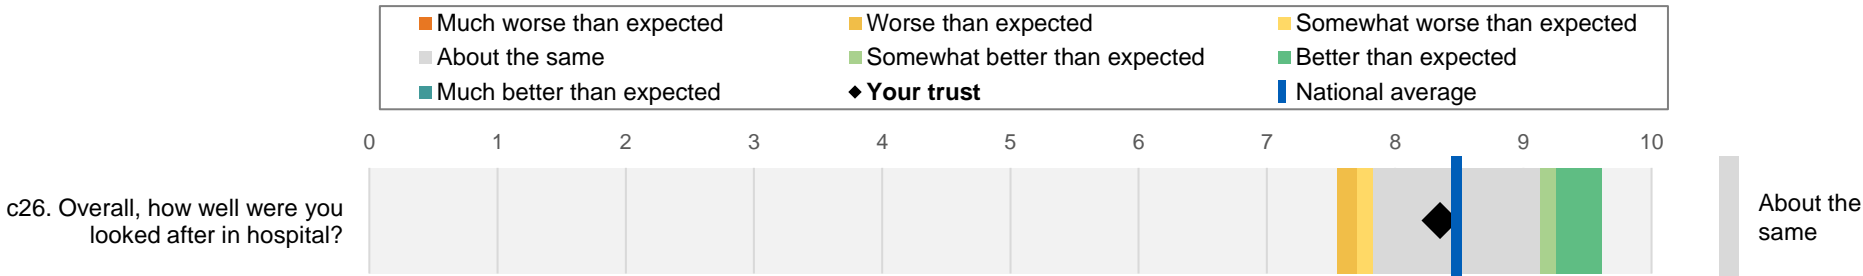 Much worse than expected
Worse than expected
Somewhat worse than expected
About the same
Somewhat better than expected
Better than expected
Much better than expected
Your trust
National average
0 1 2 3 4 5 6 7 8 9 10
c26. Overall, how well were you
looked after in hospital?
About the
same